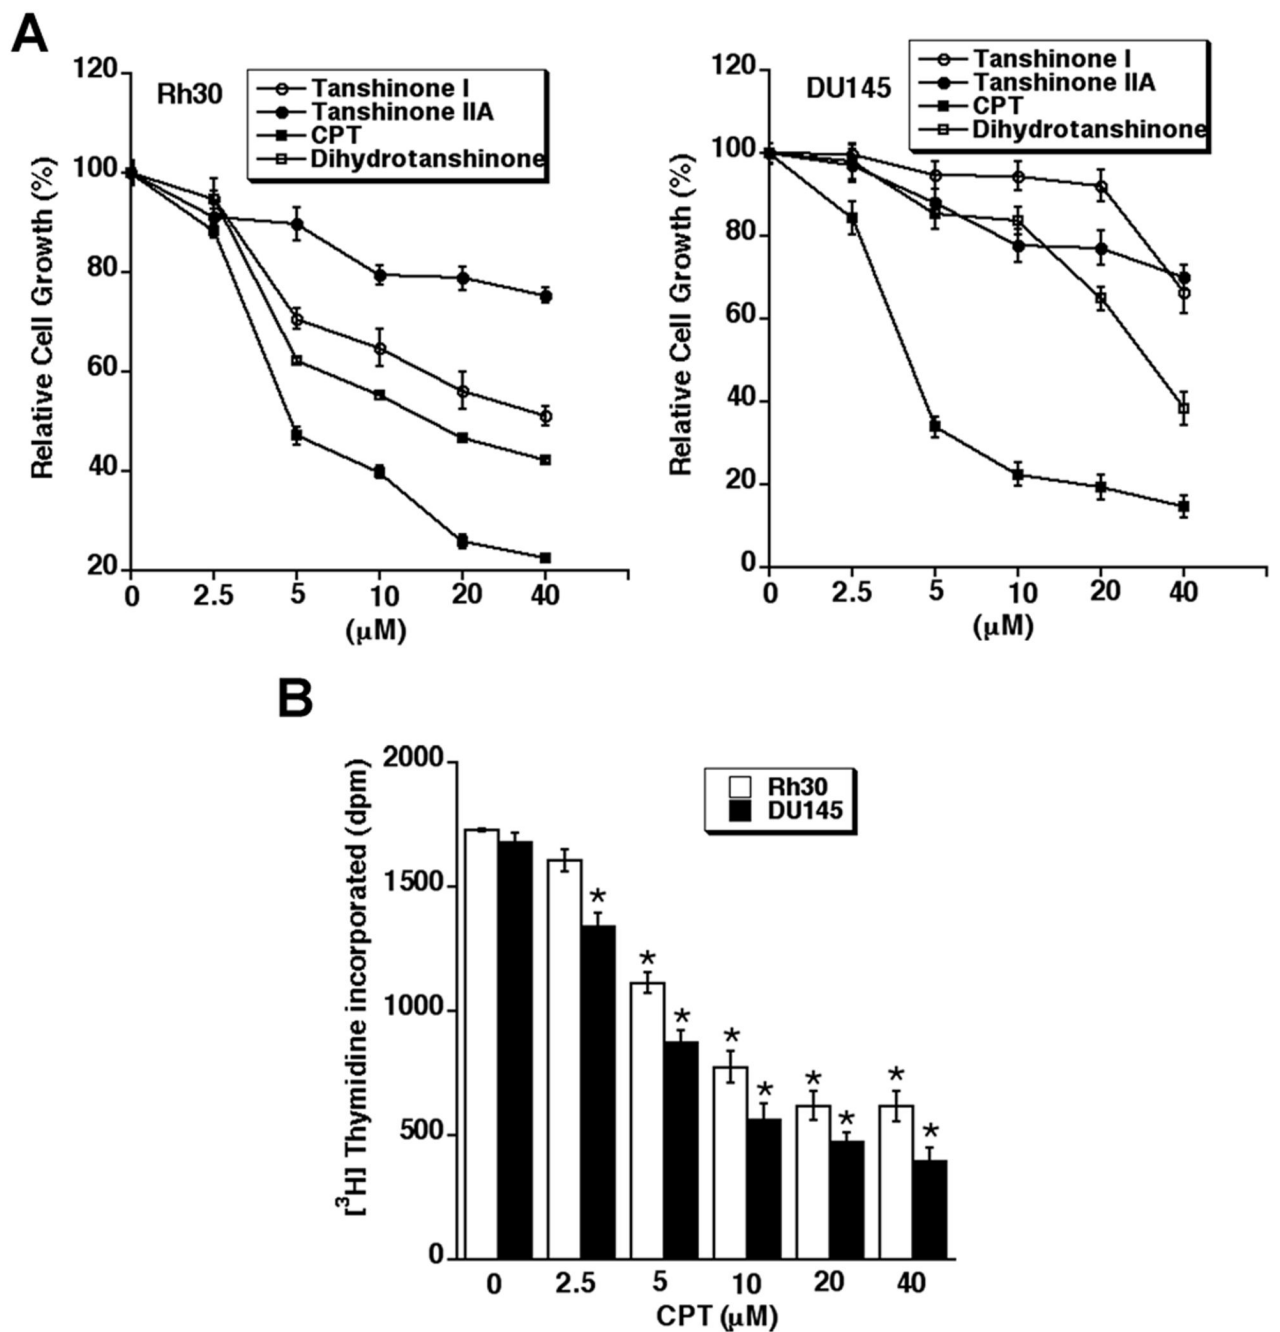 A
Rh30
Tanshinone I
Tanshinone IIA
CPT
Dihydrotanshinone
Relative Cell Growth (%)
120
100
80
60
40
20
0 2.5 5 10 20 40
(μM)
DU145
Tanshinone I
Tanshinone IIA
CPT
Dihydrotanshinone
Relative Cell Growth (%)
120
100
80
60
40
20
0
0 2.5 5 10 20 40
(μM)
B
Rh30
DU145
[³H] Thymidine incorporated (dpm)
2000
1500
1000
500
0
*
* *
* *
* *
* *
0 2.5 5 10 20 40
CPT (μM)